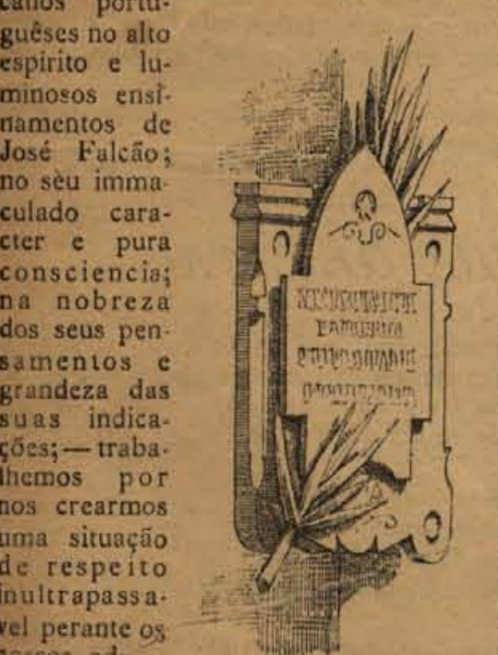 canos portu-
guêses no alto
espirito e lu-
minosos ensi-
namentos de
José Falcão;
no sèu imma-
culado cara-
cter e pura
consciencia;
na nobreza
dos seus pen-
samentos e
grandeza das
suas indica-
ções; — traba-
lhemos por
nos crearmos
uma situação
de respeito
inultrapassa-
vel perante os